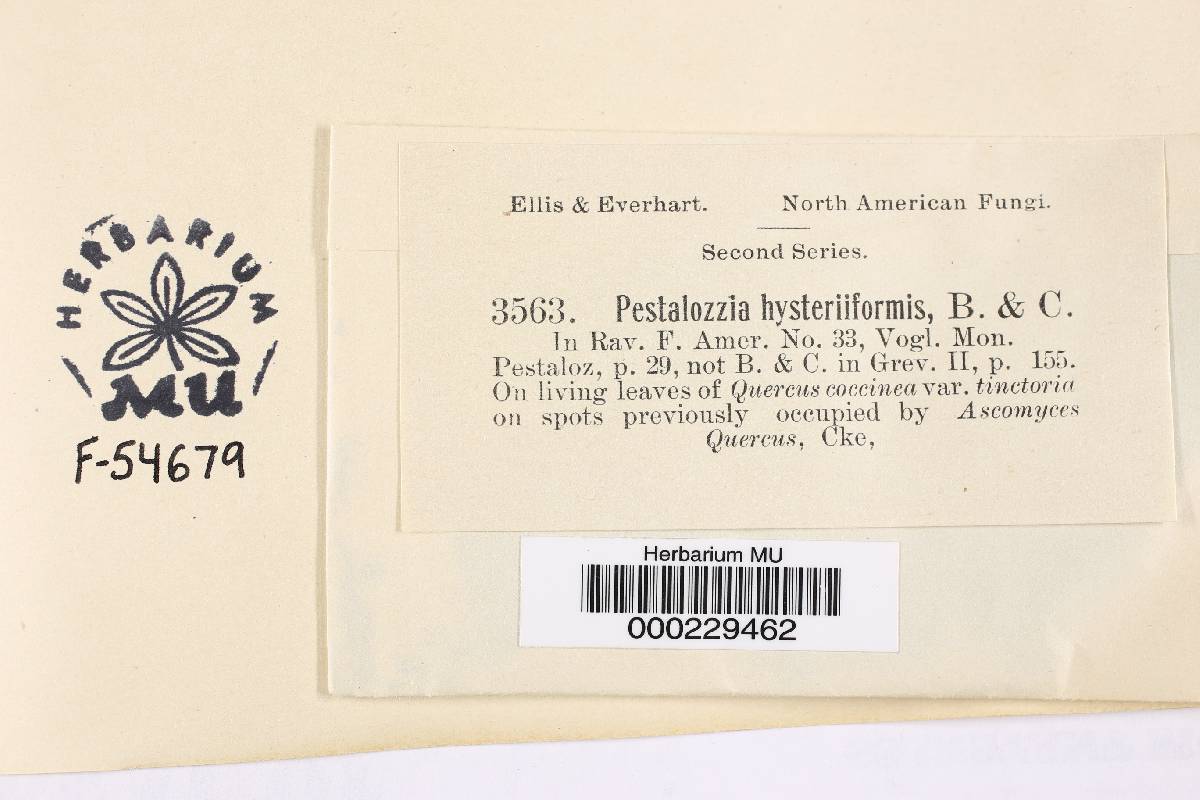 HERBARIUM
MU
F-54679
Ellis & Everhart. North American Fungi.
Second Series.
3563. Pestalozzia hysteriiformis, B. & C.
In Rav. F. Amer. No. 33, Vogl. Mon.
Pestaloz, p. 29, not B. & C. in Grev. II, p. 155.
On living leaves of Quercus coccinea var. tinctoria
on spots previously occupied by Ascomyces
Quercus, Cke,
Herbarium MU
000229462